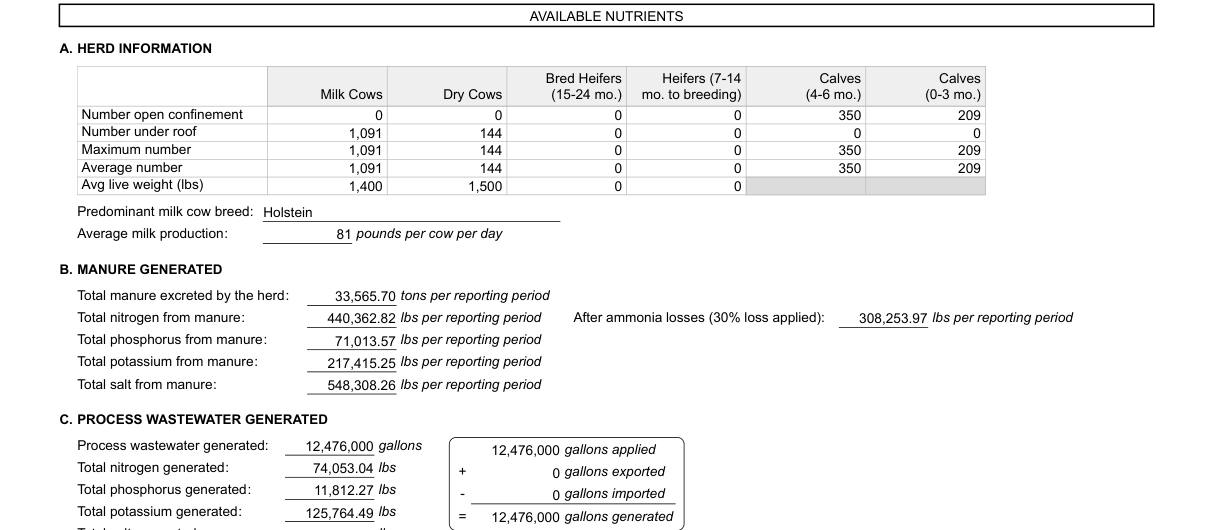 AVAILABLE NUTRIENTS
A. HERD INFORMATION
Milk Cows Dry Cows Bred Heifers (15-24 mo.) Heifers (7-14 mo. to breeding) Calves (4-6 mo.) Calves (0-3 mo.)
Number open confinement 0 0 0 0 350 209
Number under roof 1,091 144 0 0 0 0
Maximum number 1,091 144 0 0 350 209
Average number 1,091 144 0 0 350 209
Avg live weight (lbs) 1,400 1,500 0 0
Predominant milk cow breed: Holstein
Average milk production: 81 pounds per cow per day
B. MANURE GENERATED
Total manure excreted by the herd: 33,565.70 tons per reporting period
Total nitrogen from manure: 440,362.82 lbs per reporting period After ammonia losses (30% loss applied): 308,253.97 lbs per reporting period
Total phosphorus from manure: 71,013.57 lbs per reporting period
Total potassium from manure: 217,415.25 lbs per reporting period
Total salt from manure: 548,308.26 lbs per reporting period
C. PROCESS WASTEWATER GENERATED
Process wastewater generated: 12,476,000 gallons 12,476,000 gallons applied
Total nitrogen generated: 74,053.04 lbs + 0 gallons exported
Total phosphorus generated: 11,812.27 lbs - 0 gallons imported
Total potassium generated: 125,764.49 lbs = 12,476,000 gallons generated